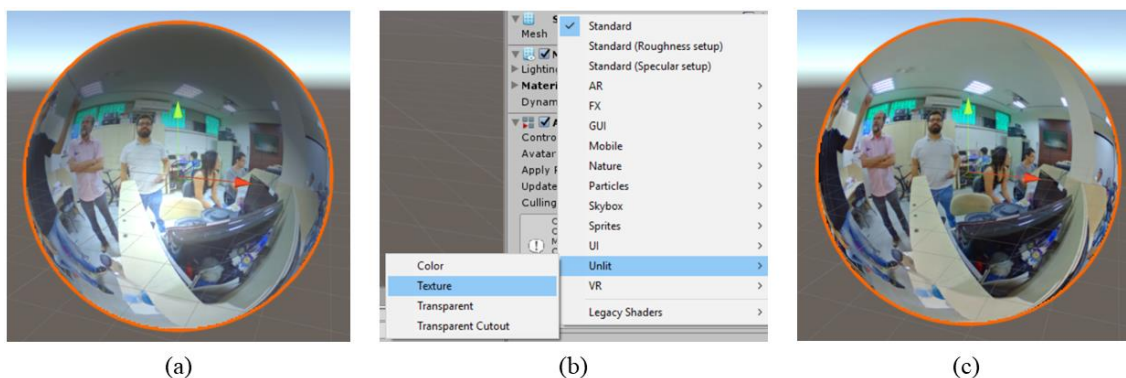 Mesh
Lightin
Materi
Dynam
Contro
Avatar
Apply
Update
Culling
Standard
Standard (Roughness setup)
Standard (Specular setup)
AR
FX
GUI
Mobile
Nature
Particles
Skybox
Sprites
UI
Unlit
VR
Legacy Shaders
Color
Texture
Transparent
Transparent Cutout
(a)
(b)
(c)